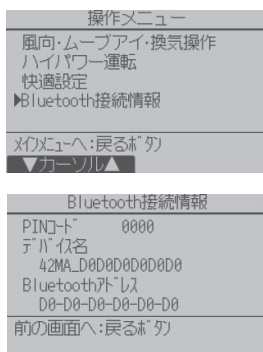 操作メニュー
風向･ムーブアイ･換気操作
ハイパワー運転
快適設定
▶Bluetooth接続情報
ﾒｲﾝﾒﾆｭｰへ:戻るﾎﾞﾀﾝ
▼カーソル▲
Bluetooth接続情報
PINｺｰﾄﾞ 0000
ﾃﾞﾊﾞｲｽ名
42MA_D0D0D0D0D0D0
Bluetoothｱﾄﾞﾚｽ
D0-D0-D0-D0-D0-D0
前の画面へ:戻るﾎﾞﾀﾝ